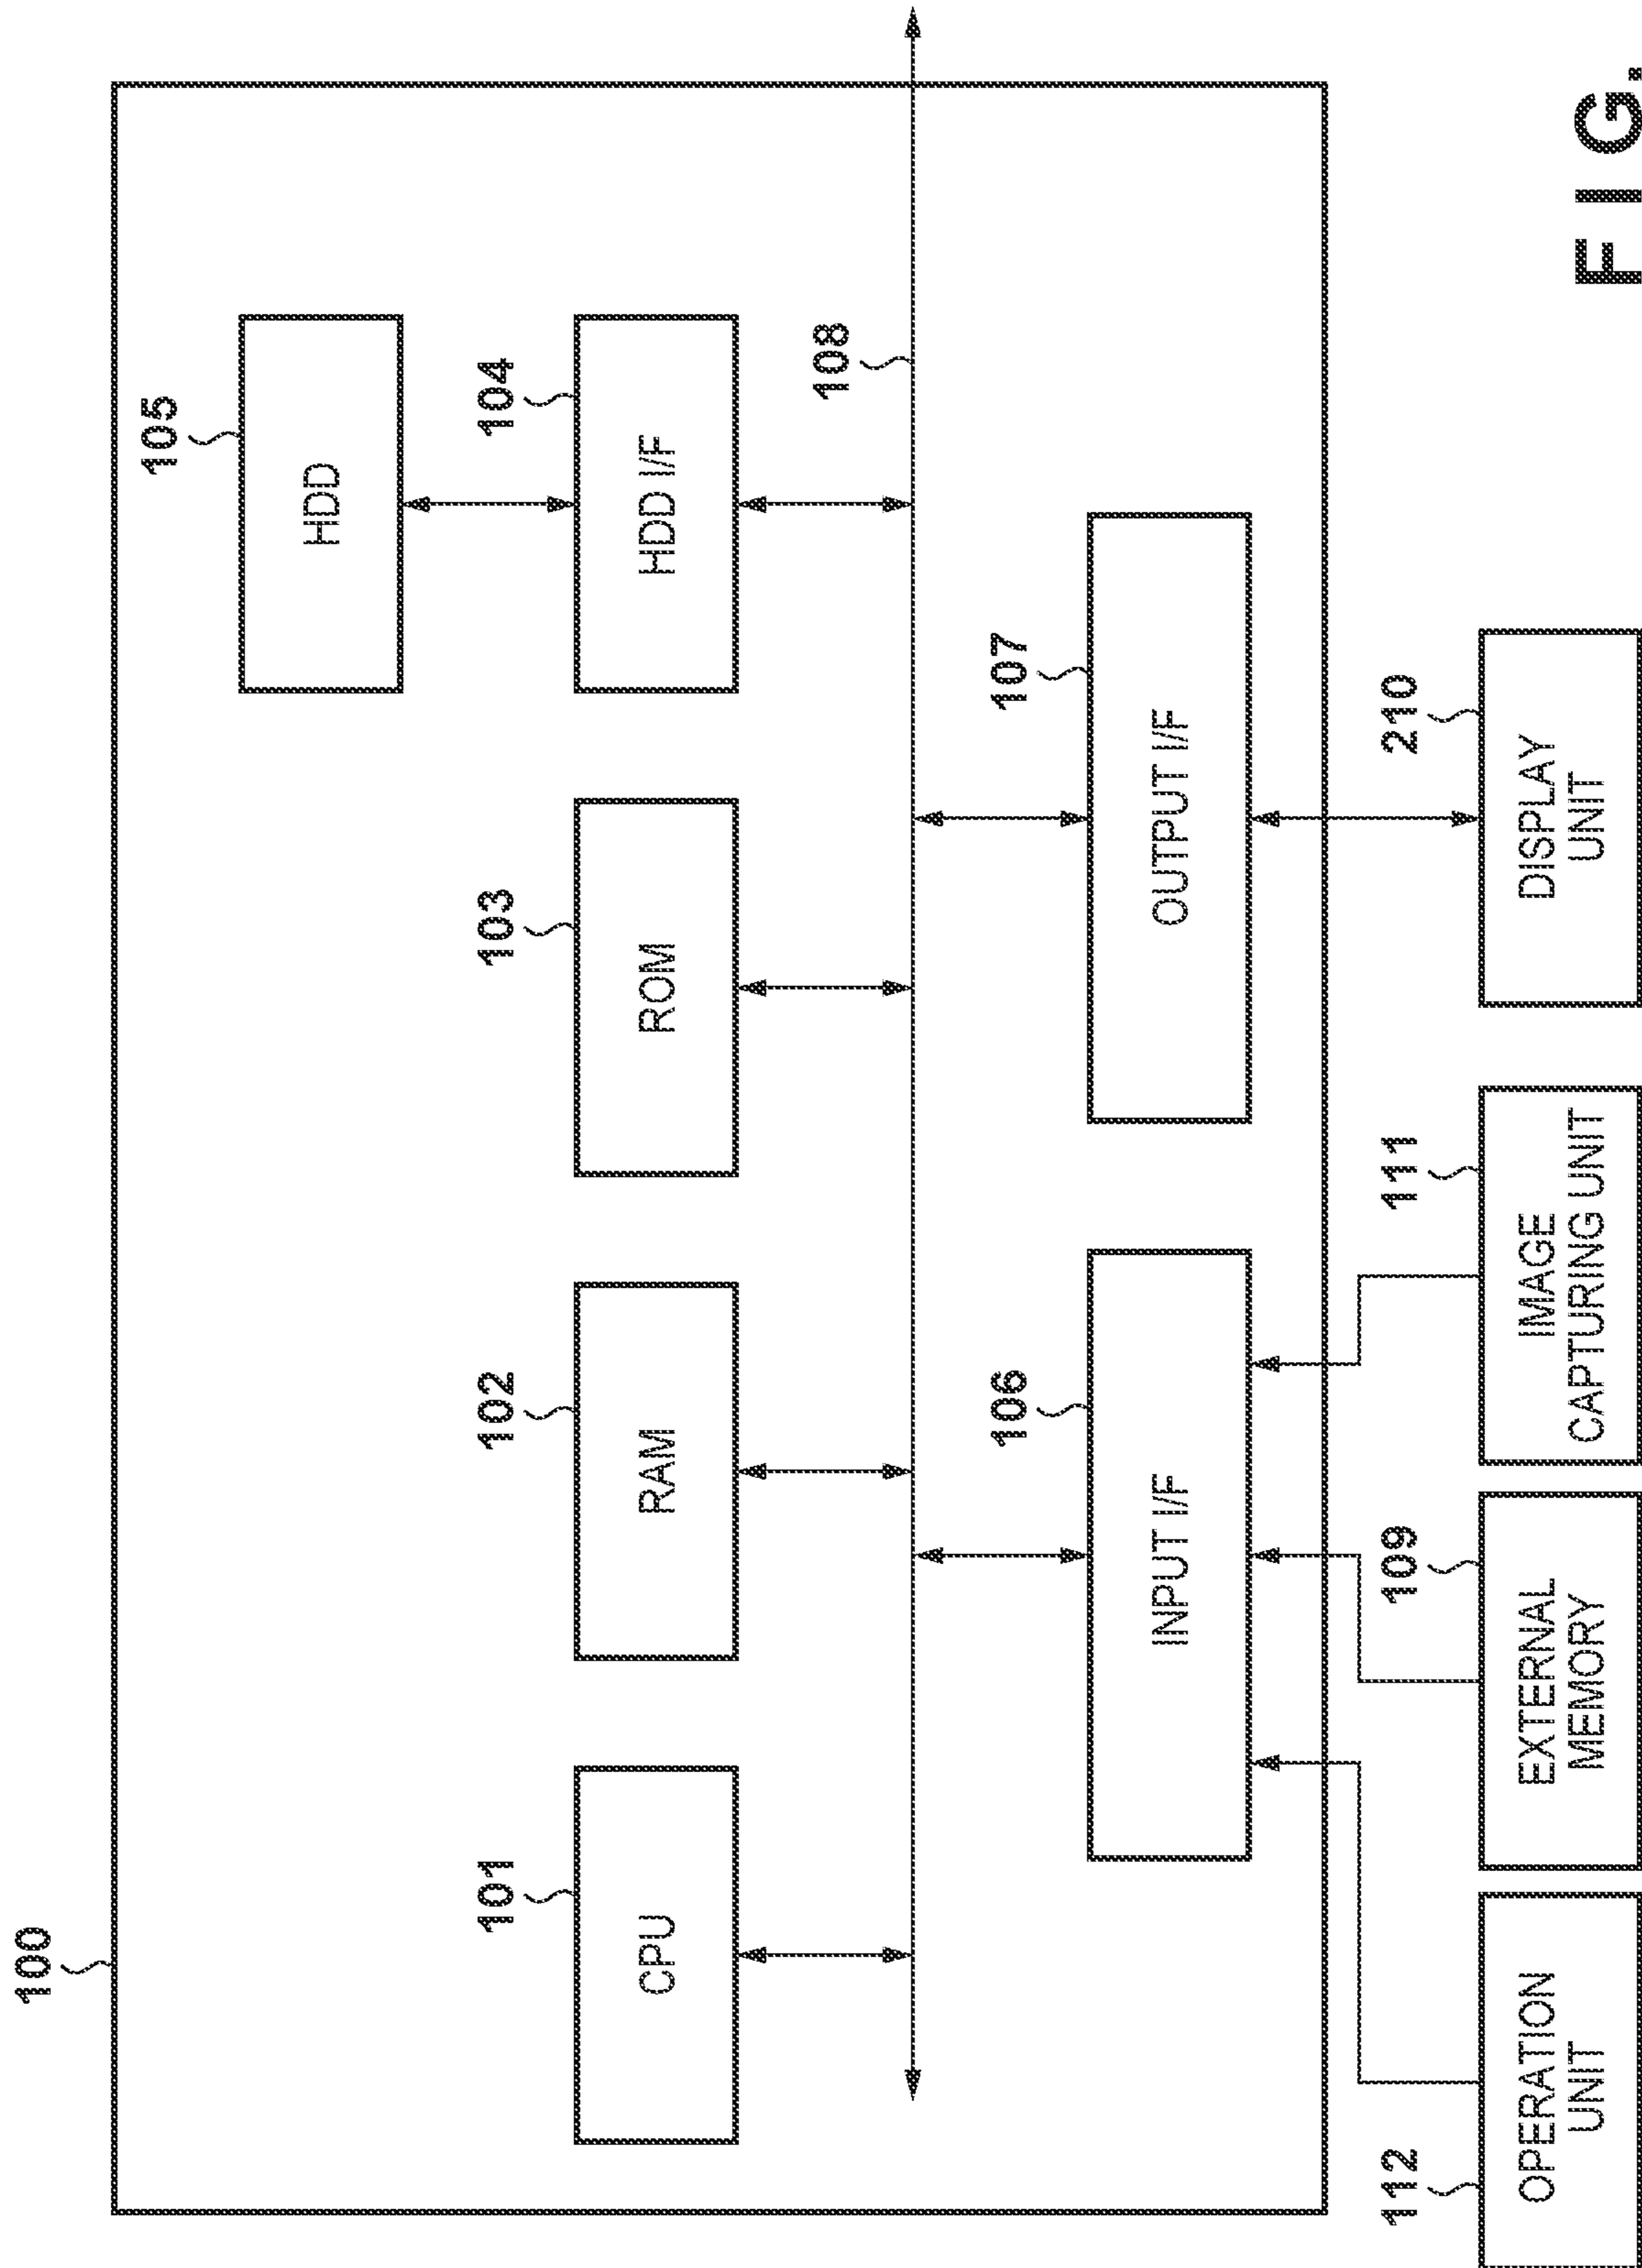 100
105
HDD
101
102
103
104
CPU
RAM
ROM
HDD I/F
108
106
107
INPUT I/F
OUTPUT I/F
112
109
111
210
OPERATION
UNIT
EXTERNAL
MEMORY
IMAGE
CAPTURING UNIT
DISPLAY
UNIT
FIG.